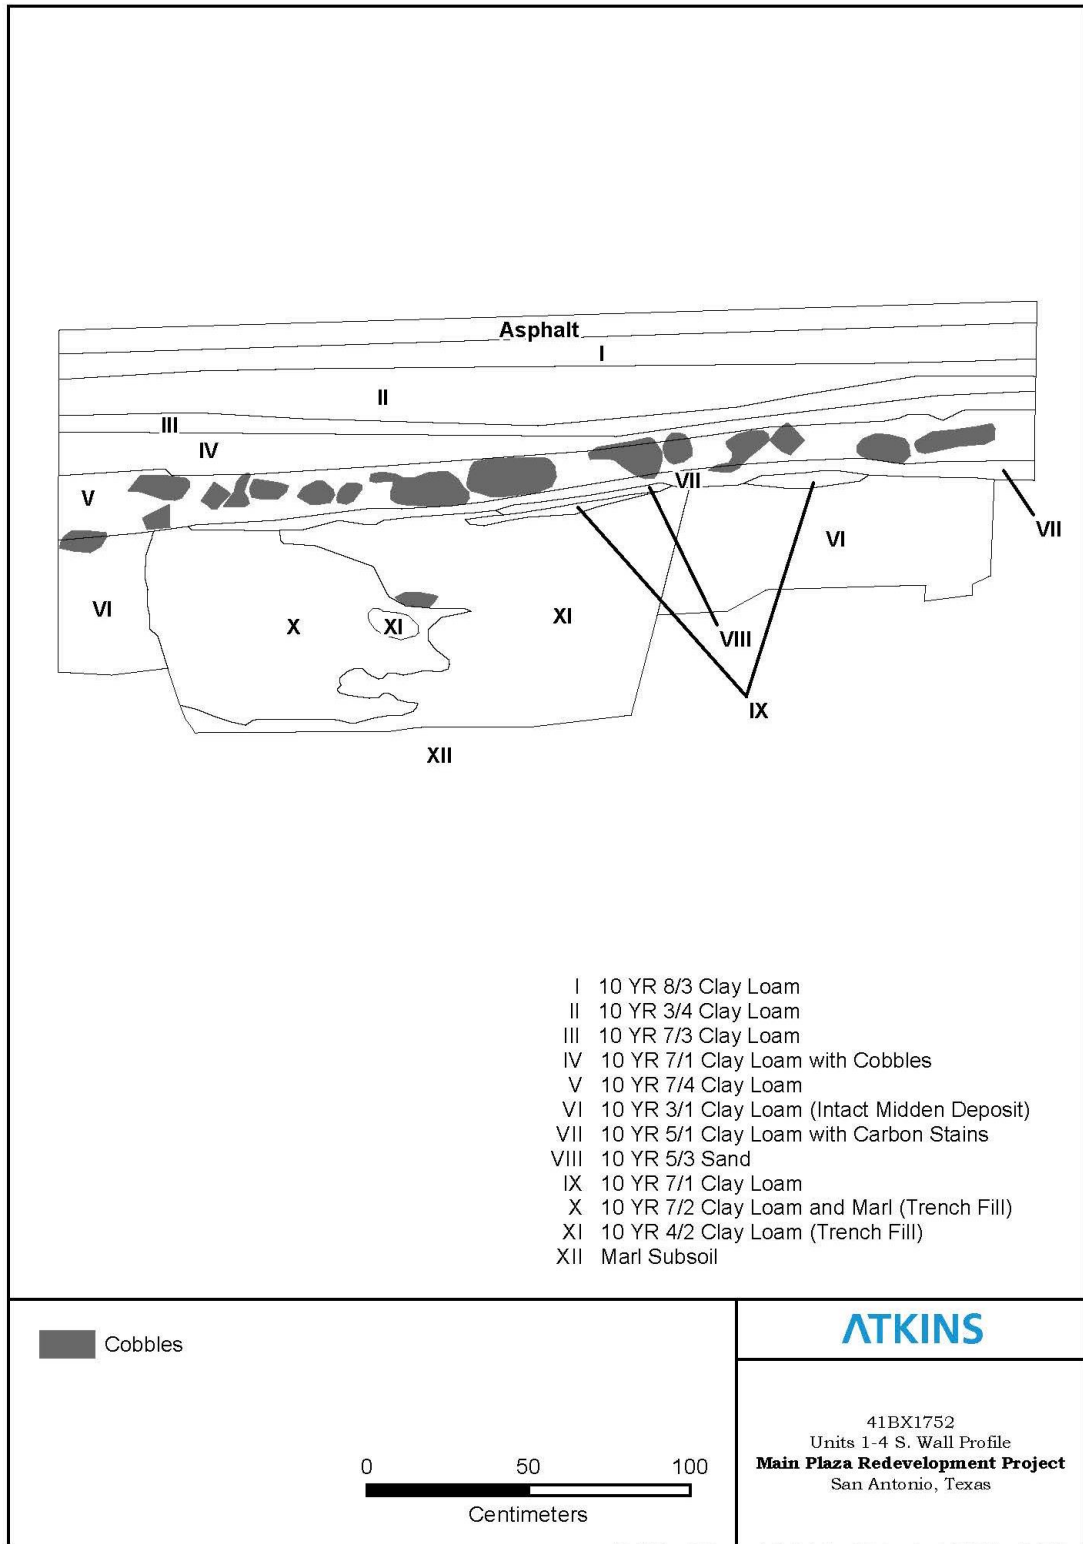 Asphalt
I
II
III
IV
V
VII
VII
VI
VI
X
XI
XI
VIII
IX
XII
I 10 YR 8/3 Clay Loam
II 10 YR 3/4 Clay Loam
III 10 YR 7/3 Clay Loam
IV 10 YR 7/1 Clay Loam with Cobbles
V 10 YR 7/4 Clay Loam
VI 10 YR 3/1 Clay Loam (Intact Midden Deposit)
VII 10 YR 5/1 Clay Loam with Carbon Stains
VIII 10 YR 5/3 Sand
IX 10 YR 7/1 Clay Loam
X 10 YR 7/2 Clay Loam and Marl (Trench Fill)
XI 10 YR 4/2 Clay Loam (Trench Fill)
XII Marl Subsoil
Cobbles
0 50 100
Centimeters
ATKINS
41BX1752
Units 1-4 S. Wall Profile
Main Plaza Redevelopment Project
San Antonio, Texas